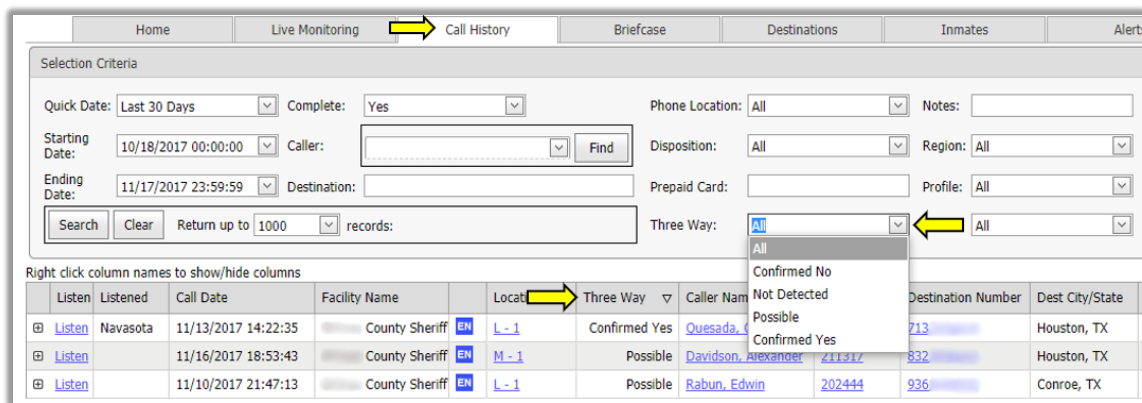 Home Live Monitoring Call History Briefcase Destinations Inmates Alerts
Selection Criteria
Quick Date: Last 30 Days Complete: Yes Phone Location: All Notes:
Starting Date: 10/18/2017 00:00:00 Caller: Find Disposition: All Region: All
Ending Date: 11/17/2017 23:59:59 Destination: Prepaid Card: Profile: All
Search Clear Return up to 1000 records: Three Way: All All
All
Confirmed No
Not Detected
Possible
Confirmed Yes
Right click column names to show/hide columns
Listen Listened Call Date Facility Name Three Way Caller Destination Number Dest City/State
Listen Navasota 11/13/2017 14:22:35 County Sheriff EN L - 1 Confirmed Yes Quesada, 713 Houston, TX
Listen 11/16/2017 18:53:43 County Sheriff EN M - 1 Possible Davidson, Alexander 211317 832 Houston, TX
Listen 11/10/2017 21:47:13 County Sheriff EN L - 1 Possible Rabun, Edwin 202444 936 Conroe, TX